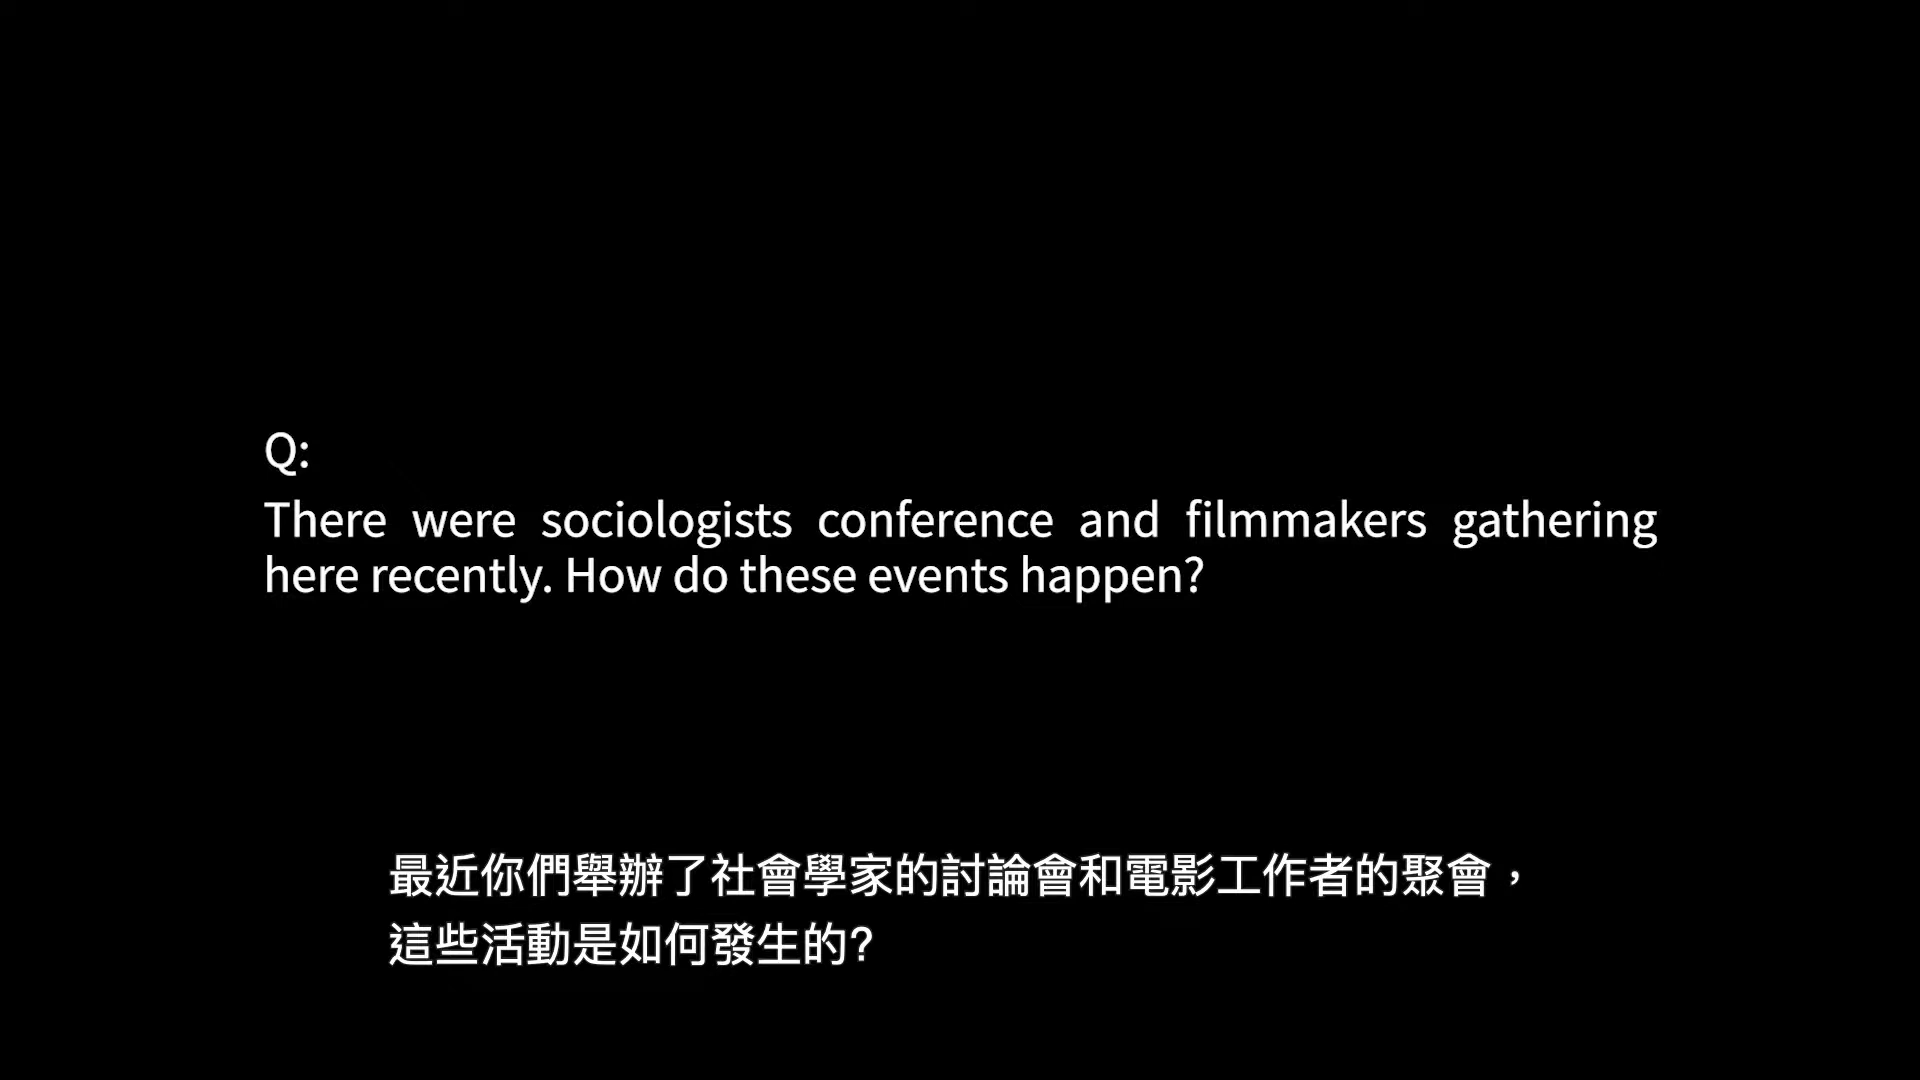 Q:
There were sociologists conference and filmmakers gathering
here recently. How do these events happen?
最近你們舉辦了社會學家的討論會和電影工作者的聚會，
這些活動是如何發生的?